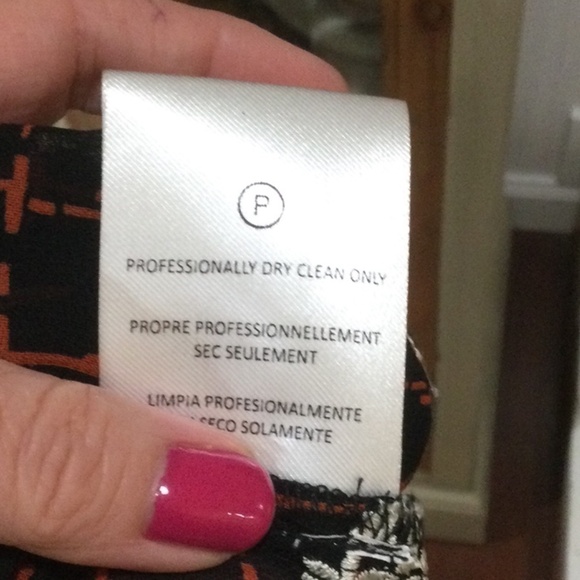 P
PROFESSIONALLY DRY CLEAN ONLY
PROPRE PROFESSIONNELLEMENT
SEC SEULEMENT
LIMPIA PROFESIONALMENTE
SECO SOLAMENTE